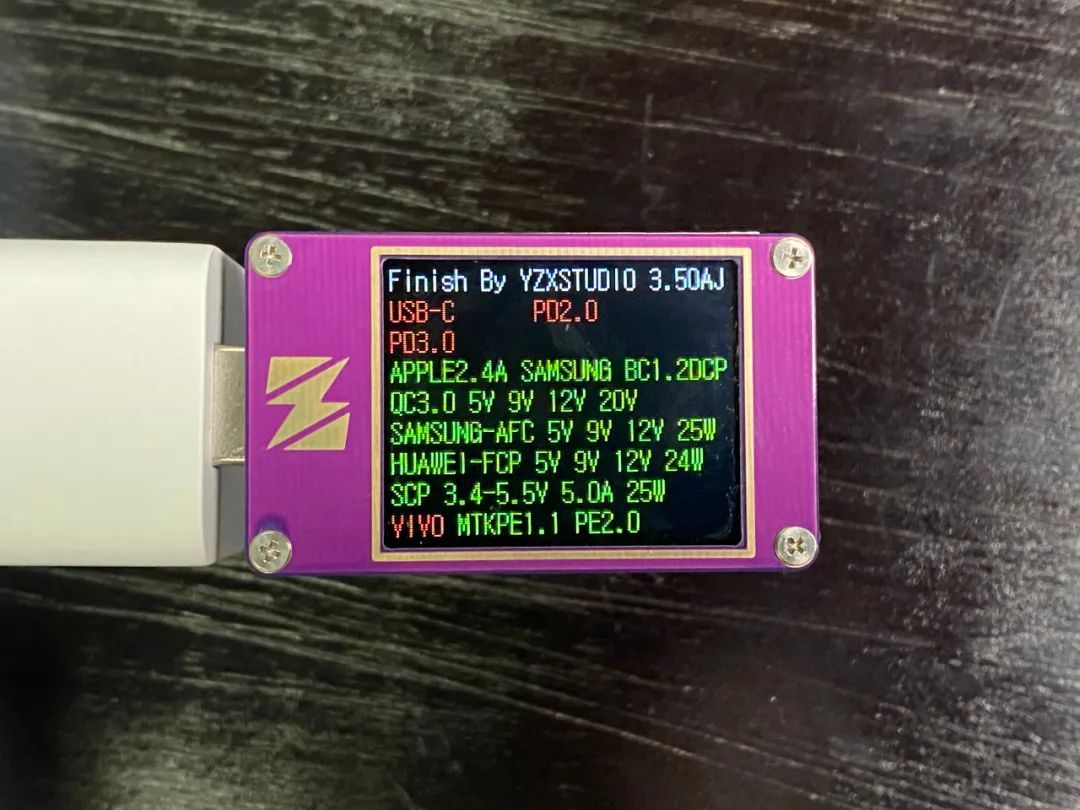 Finish By YZXSTUDIO 3.50AJ
USB-C PD2.0
PD3.0
APPLE2.4A SAMSUNG BC1.2DCP
QC3.0 5V 9V 12V 20V
SAMSUNG-AFC 5V 9V 12V 25W
HUAWEI-FCP 5V 9V 12V 24W
SCP 3.4-5.5V 5.0A 25W
VIVO MTKPE1.1 PE2.0